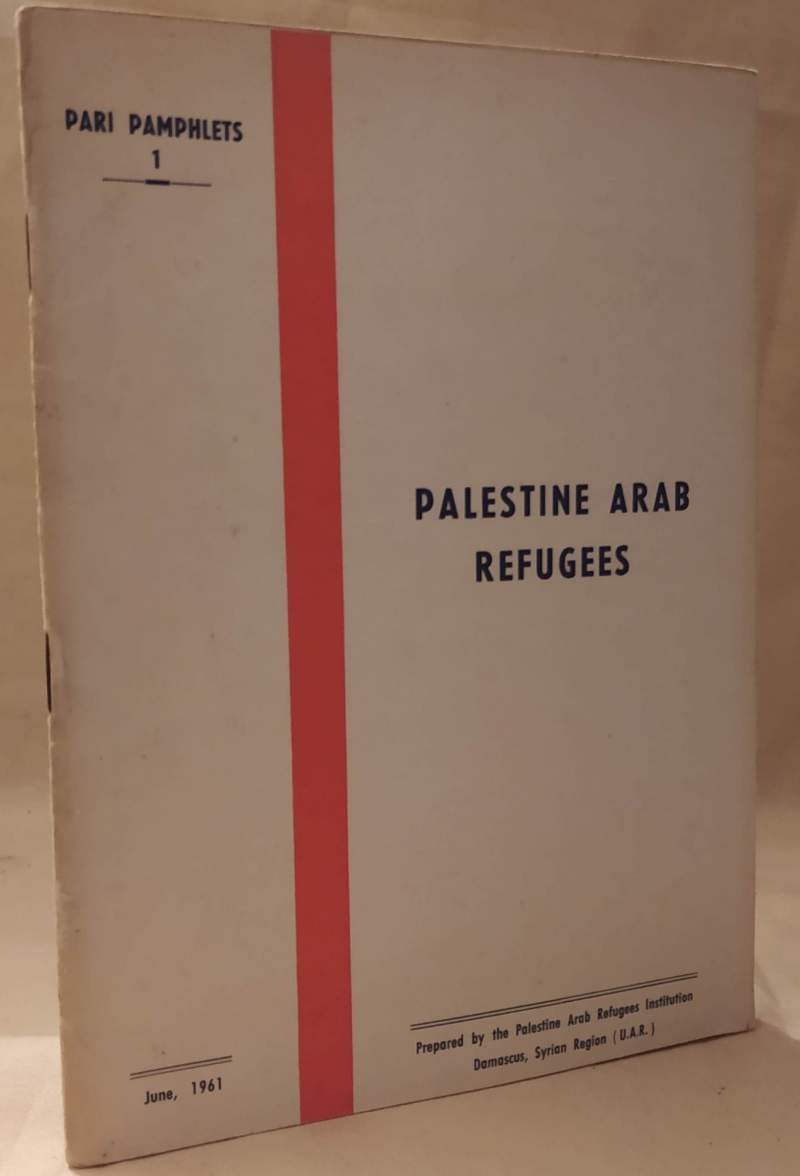 PARI PAMPHLETS
1
PALESTINE ARAB
REFUGEES
Prepared by the Palestine Arab Refugees Institution
Damascus, Syrian Region ( U.A.R. )
June, 1961